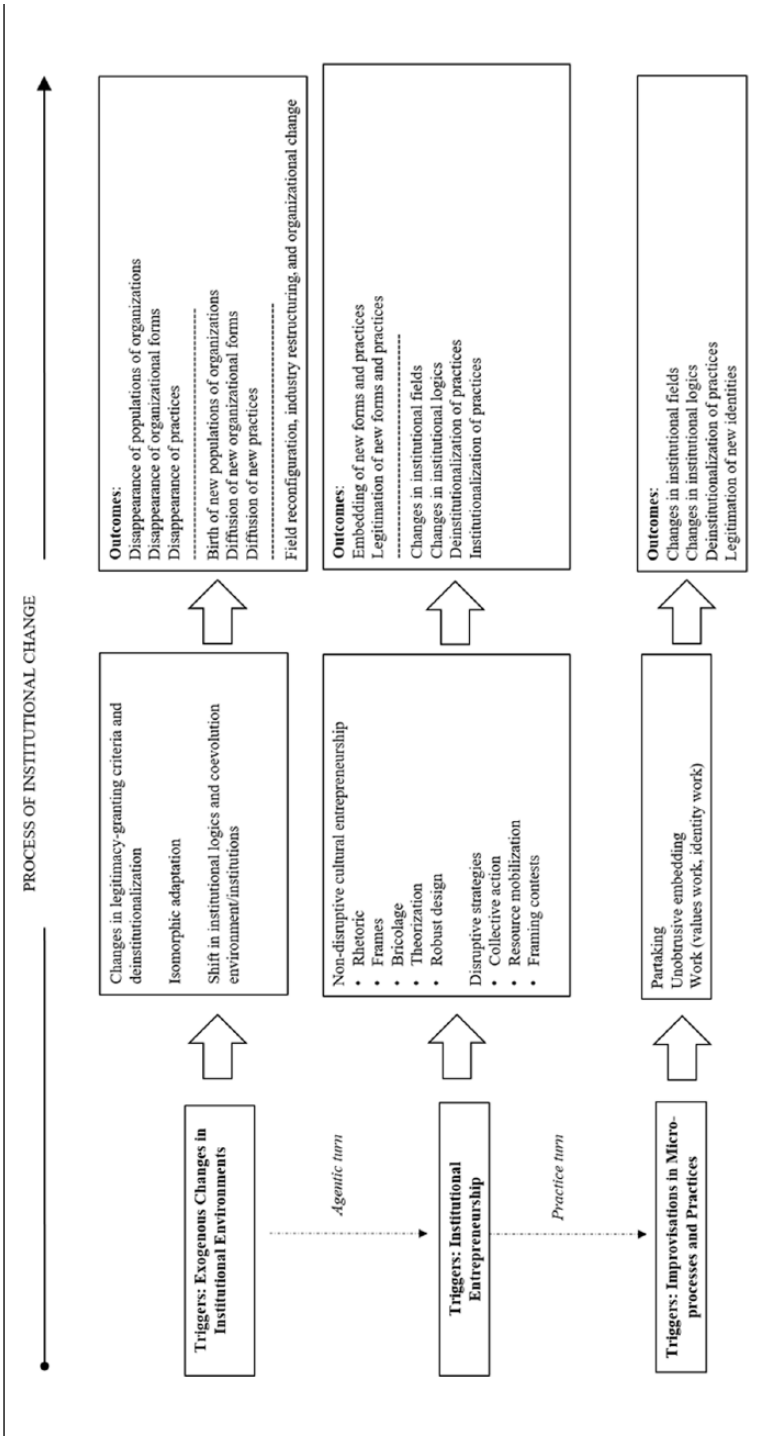 PROCESS OF INSTITUTIONAL CHANGE
Triggers: Exogenous Changes in
Institutional Environments
Changes in legitimacy-granting criteria and
deinstitutionalization
Isomorphic adaptation
Shift in institutional logics and coevolution
environment/institutions
Outcomes:
Disappearance of populations of organizations
Disappearance of organizational forms
Disappearance of practices
Birth of new populations of organizations
Diffusion of new organizational forms
Diffusion of new practices
Field reconfiguration, industry restructuring, and organizational change
Agentic turn
Triggers: Institutional
Entrepreneurship
Non-disruptive cultural entrepreneurship
• Rhetoric
• Frames
• Bricolage
• Theorization
• Robust design
Disruptive strategies
• Collective action
• Resource mobilization
• Framing contests
Outcomes:
Embedding of new forms and practices
Legitimation of new forms and practices
Changes in institutional fields
Changes in institutional logics
Deinstitutionalization of practices
Institutionalization of practices
Practice turn
Triggers: Improvisations in Micro-
processes and Practices
Partaking
Unobtrusive embedding
Work (values work, identity work)
Outcomes:
Changes in institutional fields
Changes in institutional logics
Deinstitutionalization of practices
Legitimation of new identities